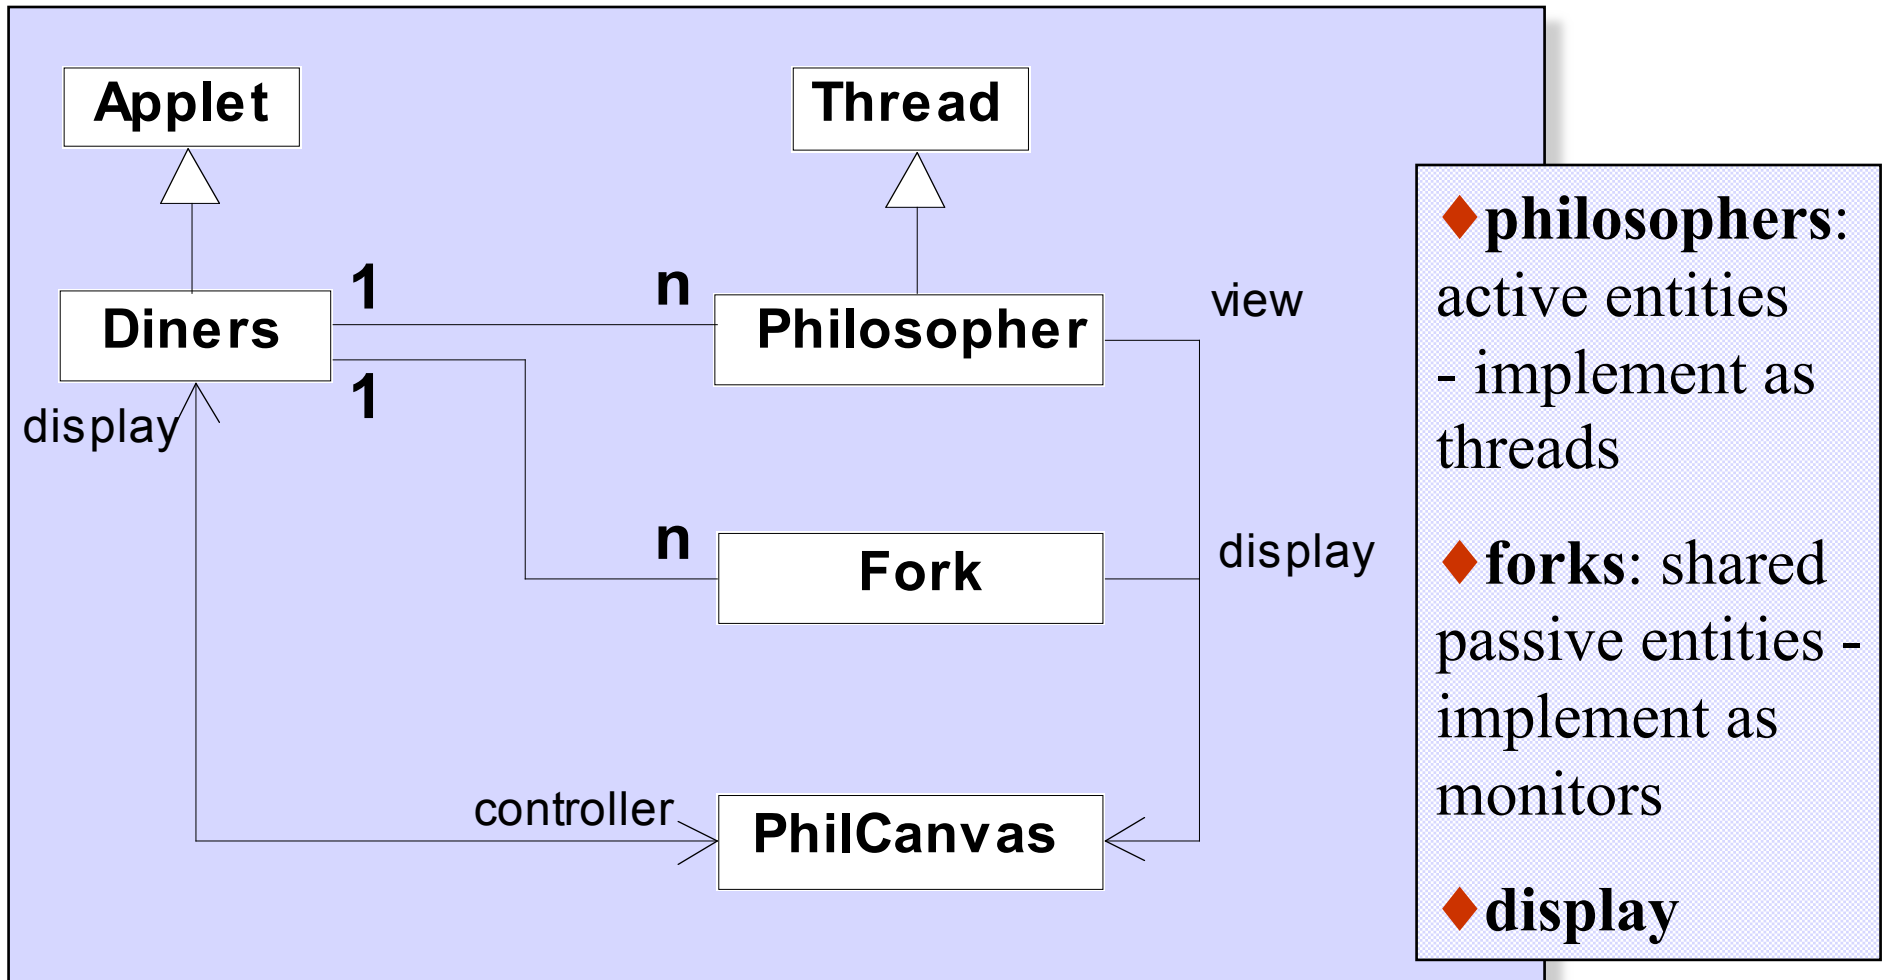 Applet
Thread
1
n
Diners
Philosopher
view
1
display
n
Fork
display
controller
PhilCanvas
♦philosophers:
active entities
- implement as
threads
♦forks: shared
passive entities -
implement as
monitors
♦display